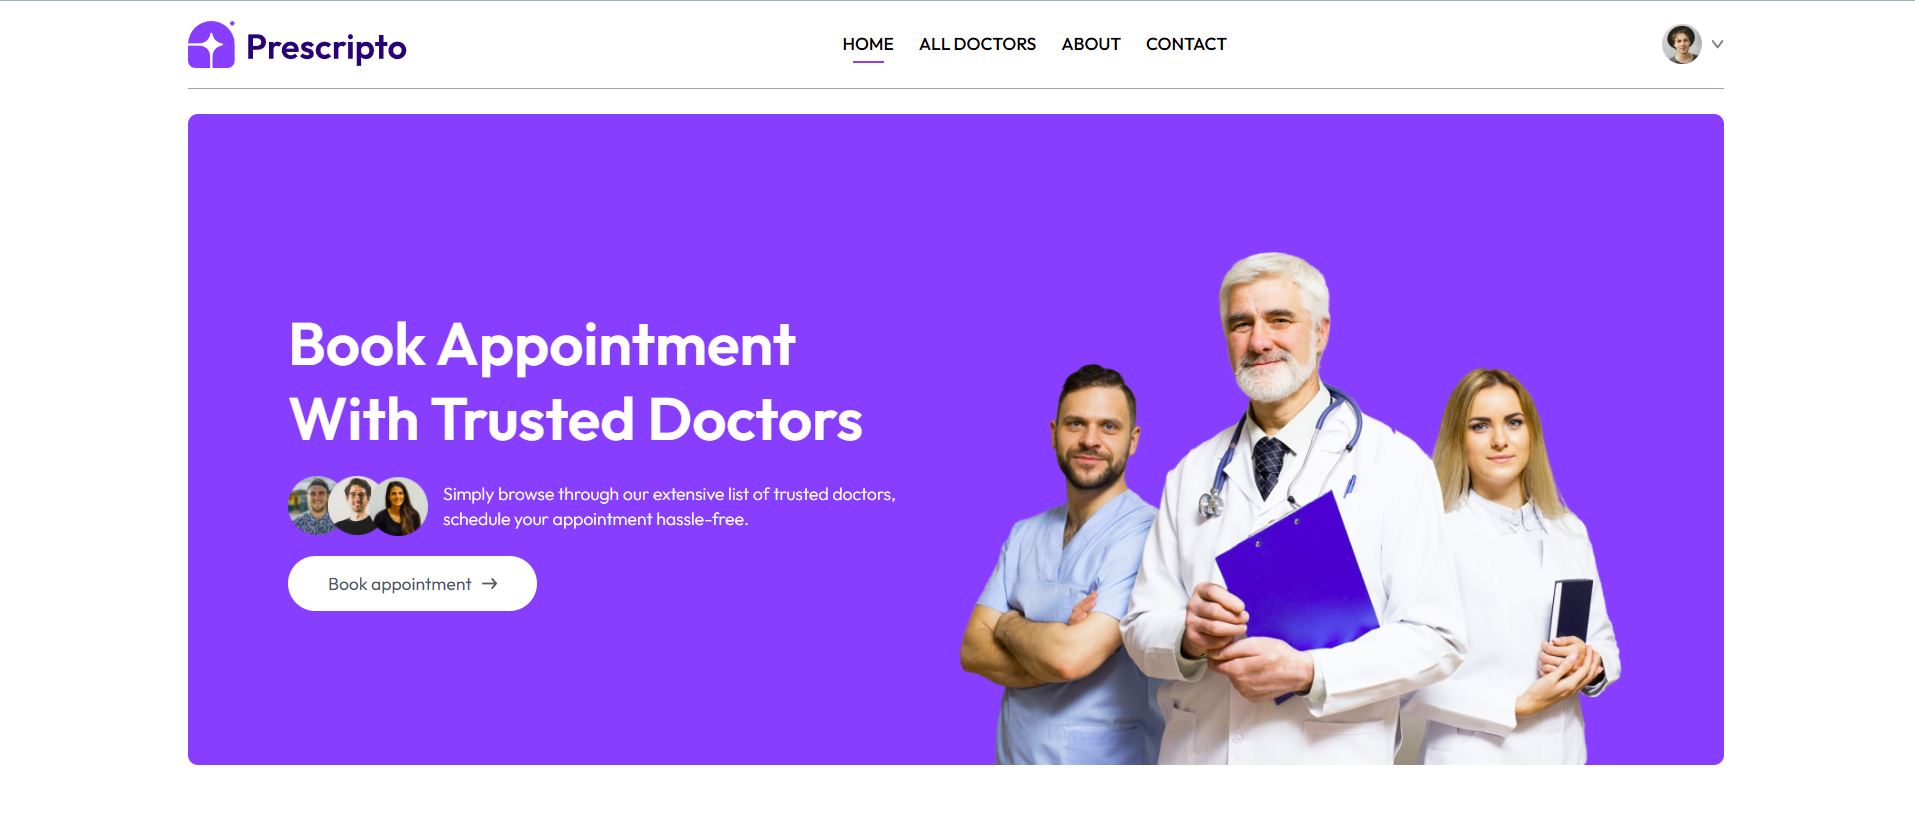 Prescripto
HOME
ALL DOCTORS
ABOUT
CONTACT
Book Appointment
With Trusted Doctors
Simply browse through our extensive list of trusted doctors,
schedule your appointment hassle-free.
Book appointment →